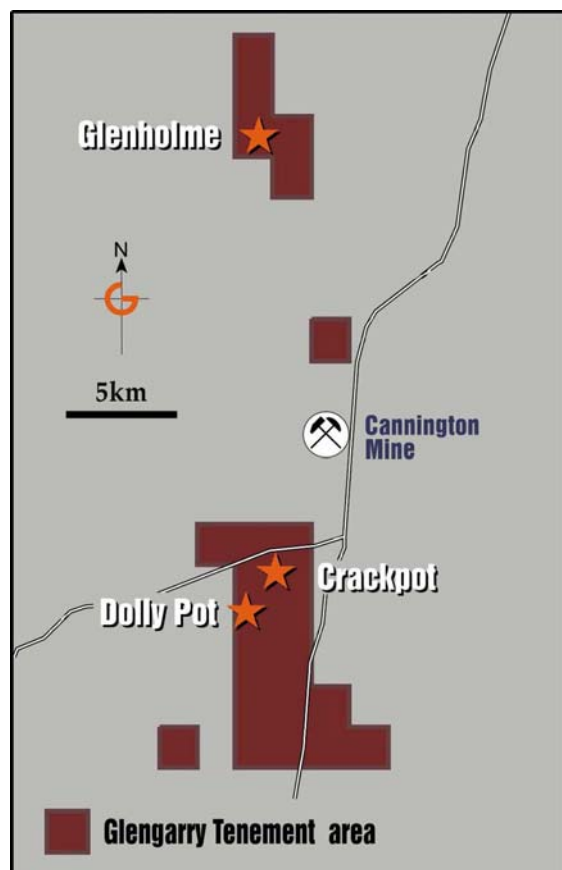 Glenholme
N
5km
Cannington
Mine
Crackpot
Dolly Pot
Glengarry Tenement area